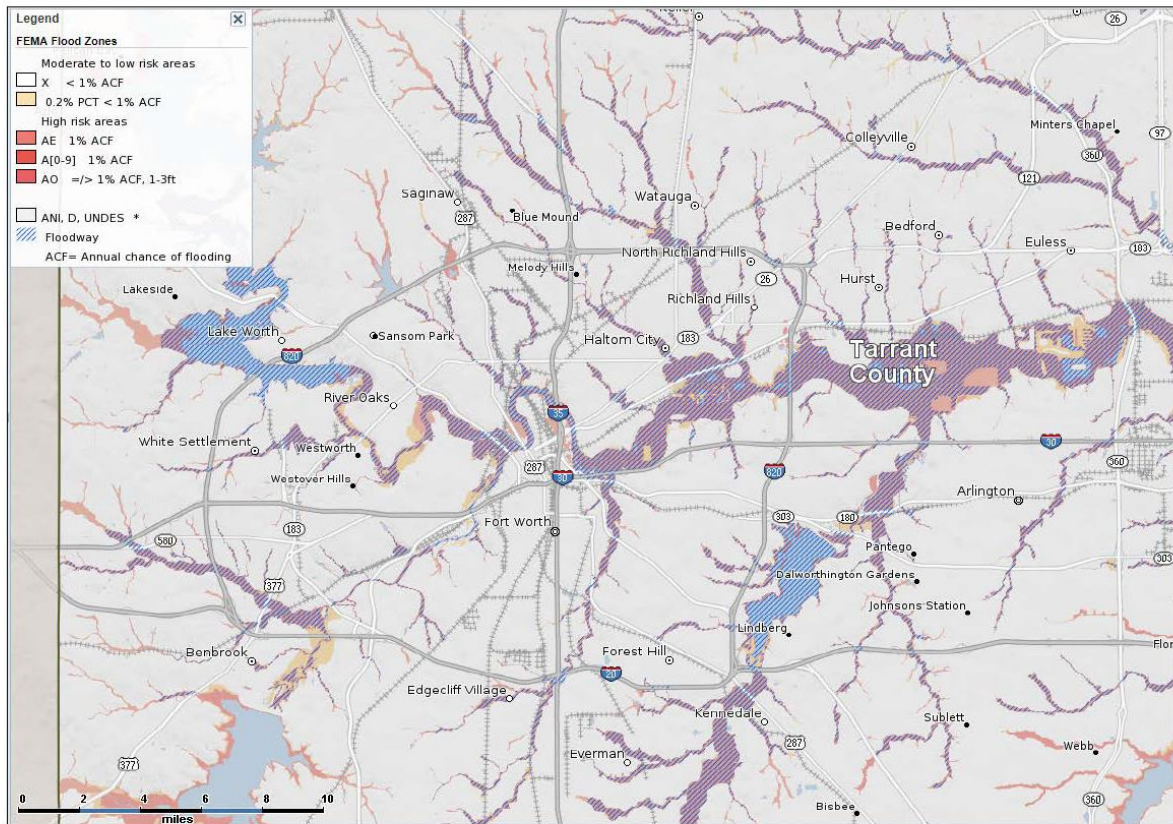 Legend
FEMA Flood Zones
Moderate to low risk areas
X < 1% ACF
0.2% PCT < 1% ACF
High risk areas
AE 1% ACF
A[0-9] 1% ACF
AO =/> 1% ACF, 1-3ft
ANI, D, UNDES *
Floodway
ACF= Annual chance of flooding
26
Minters Chapel
97
Colleyville
360
121
Saginaw
287
Blue Mound
Watauga
Bedford
Euless
183
North Richland Hills
Melody Hills
26
Hurst
Lakeside
Richland Hills
Lake Worth
820
Sansom Park
Haltom City
183
Tarrant
County
River Oaks
35
White Settlement
Westworth
287
30
820
30
360
Westover Hills
Arlington
183
Fort Worth
303
180
580
Pantego
303
377
Dalworthington Gardens
Johnsons Station
Lindberg
Benbrook
Forest Hill
Flor
20
Edgecliff Village
Kennedale
Sublett
287
377
Everman
Webb
0 2 4 6 8 10
miles
Bisbee
360